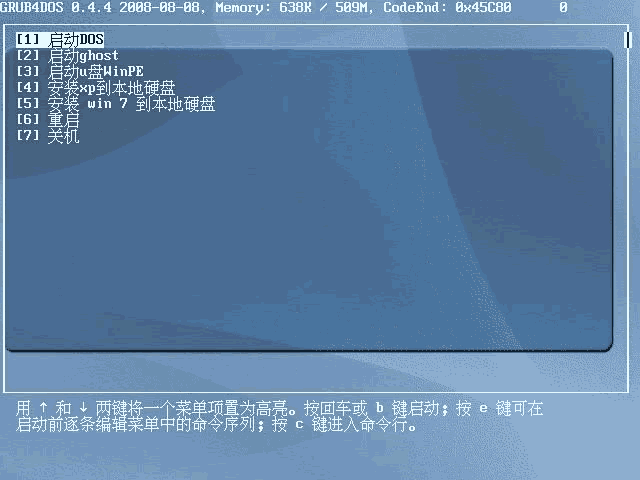 GRUB4DOS 0.4.4 2008-08-08, Memory: 638K / 509M, CodeEnd: 0x45C80 0
[1] 启动DOS
[2] 启动ghost
[3] 启动u盘WinPE
[4] 安装xp到本地硬盘
[5] 安装 win 7 到本地硬盘
[6] 重启
[7] 关机
用 ↑ 和 ↓ 两键将一个菜单项置为高亮。按回车或 b 键启动；按 e 键可在
启动前逐条编辑菜单中的命令序列；按 c 键进入命令行。